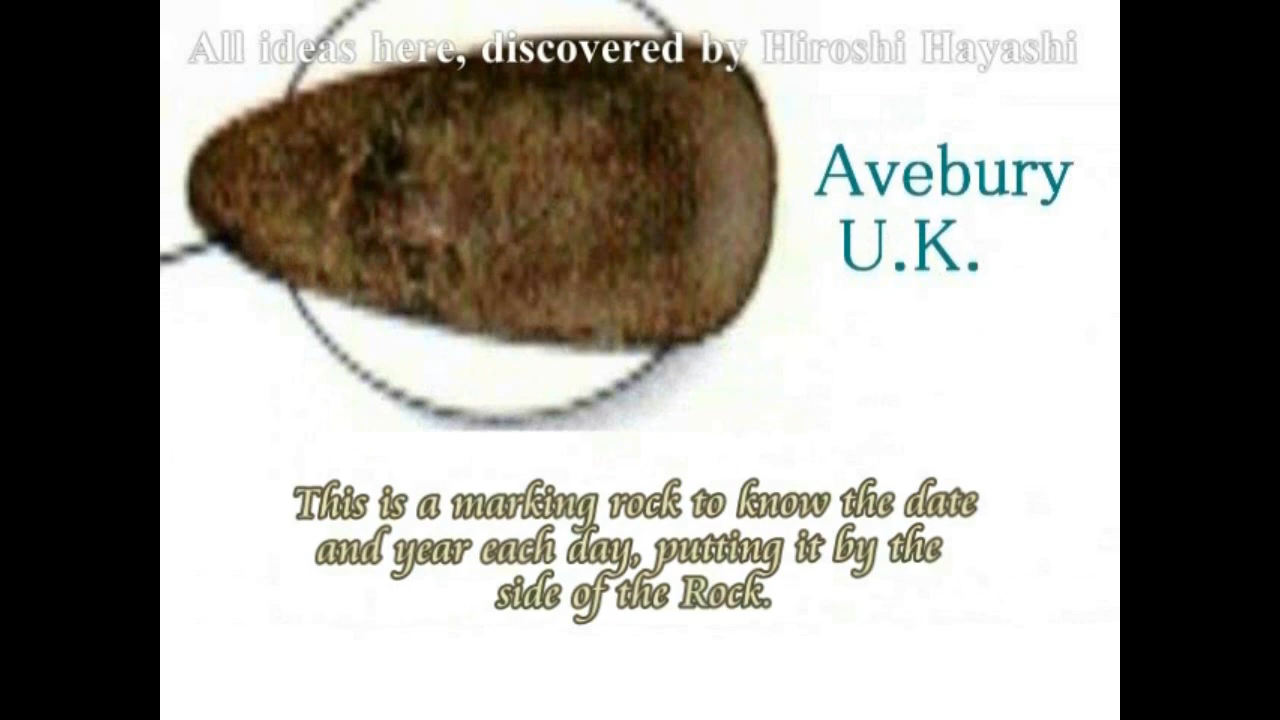 All ideas here, discovered by Hiroshi Hayashi
Avebury
U.K.
This is a marking rock to know the date
and year each day, putting it by the
side of the Rock.